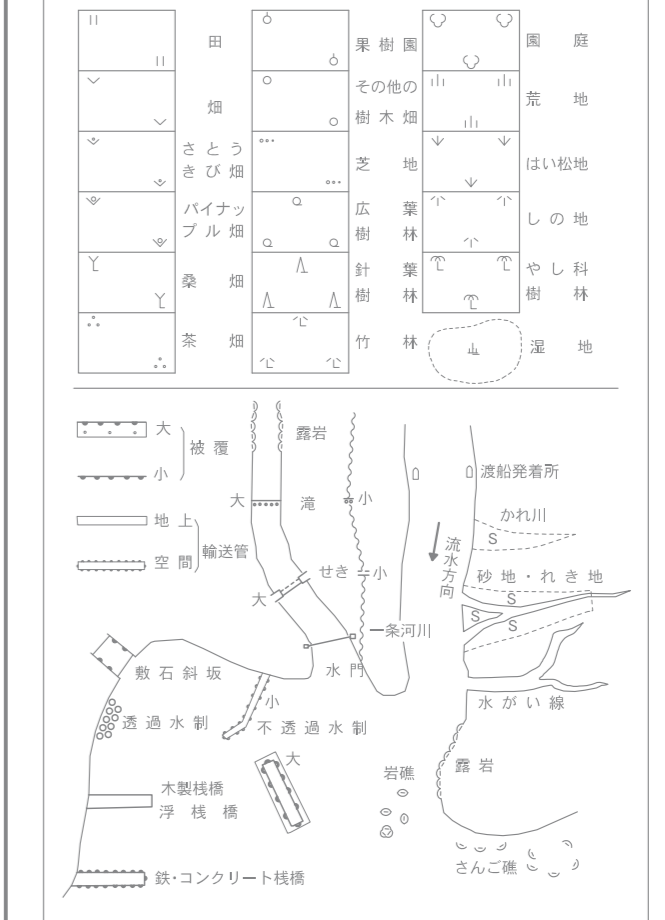 田
畑
さとう
きび畑
パイナッ
プル畑
桑畑
茶畑
果樹園
その他の
樹木畑
芝地
広葉
樹林
針葉
樹林
竹林
園庭
荒地
はい松地
しの地
やし科
樹林
湿地
大
被覆
小
地上
輸送管
空間
露岩
大 滝 小
せき 小
大
一条河川
水門
流水方向
渡船発着所
かれ川
S
砂地・れき地
S
S
S
水がい線
敷石斜坂
透過水制
小
不透過水制
大
木製桟橋
浮桟橋
鉄・コンクリート桟橋
岩礁
露岩
さんご礁